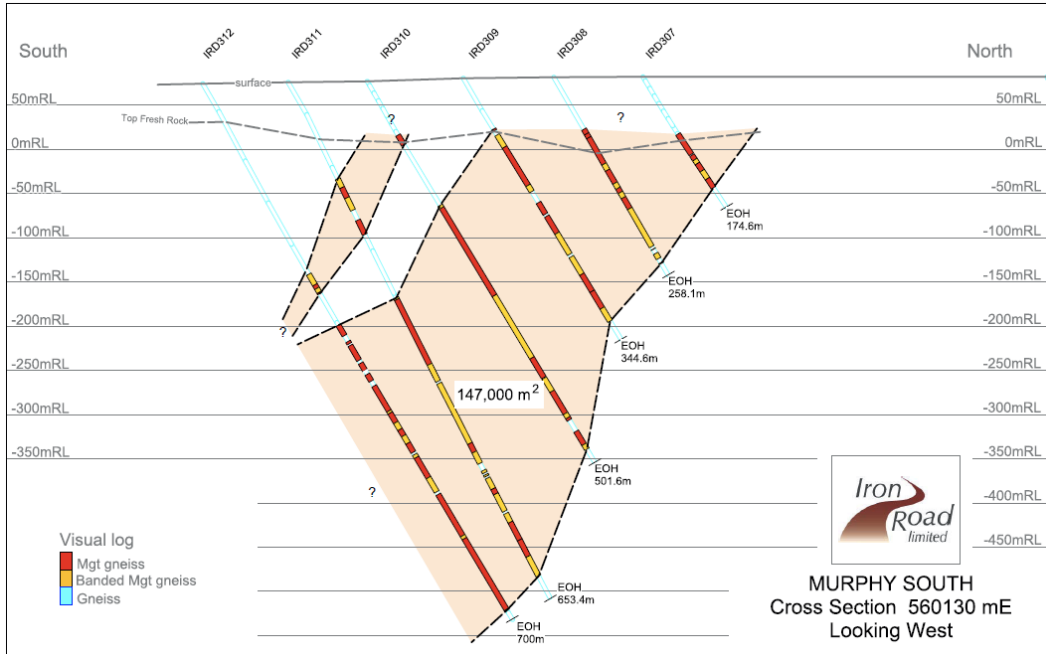 South
IRD312
IRD311
IRD310
IRD309
IRD308
IRD307
North
surface
50mRL
50mRL
Top Fresh Rock
?
?
0mRL
0mRL
-50mRL
-50mRL
EOH
174.6m
-100mRL
-100mRL
-150mRL
-150mRL
EOH
258.1m
-200mRL
-200mRL
?
EOH
344.6m
-250mRL
-250mRL
147,000 m²
-300mRL
-300mRL
-350mRL
-350mRL
EOH
501.6m
?
-400mRL
-450mRL
Iron
Road
limited
Visual log
Mgt gneiss
Banded Mgt gneiss
Gneiss
EOH
653.4m
EOH
700m
MURPHY SOUTH
Cross Section 560130 mE
Looking West